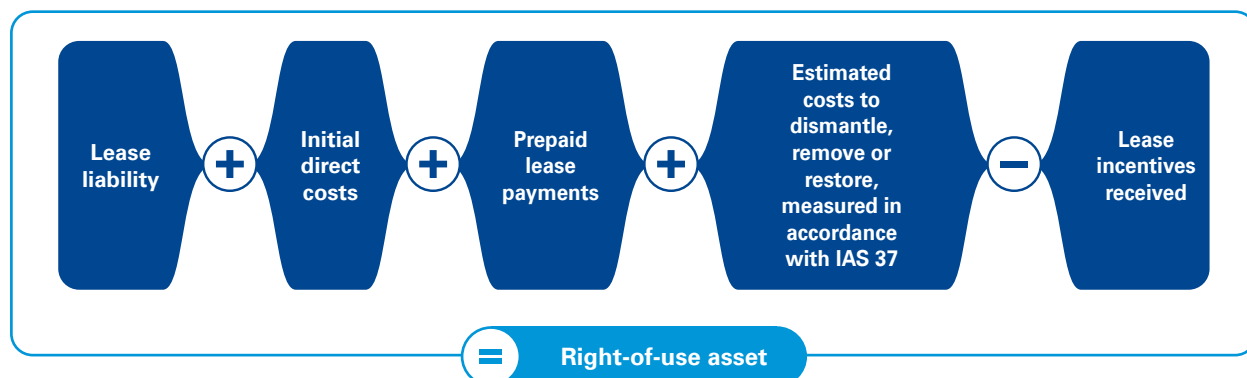 Lease
liability
+
Initial
direct
costs
+
Prepaid
lease
payments
+
Estimated
costs to
dismantle,
remove or
restore,
measured in
accordance
with IAS 37
−
Lease
incentives
received
= Right-of-use asset